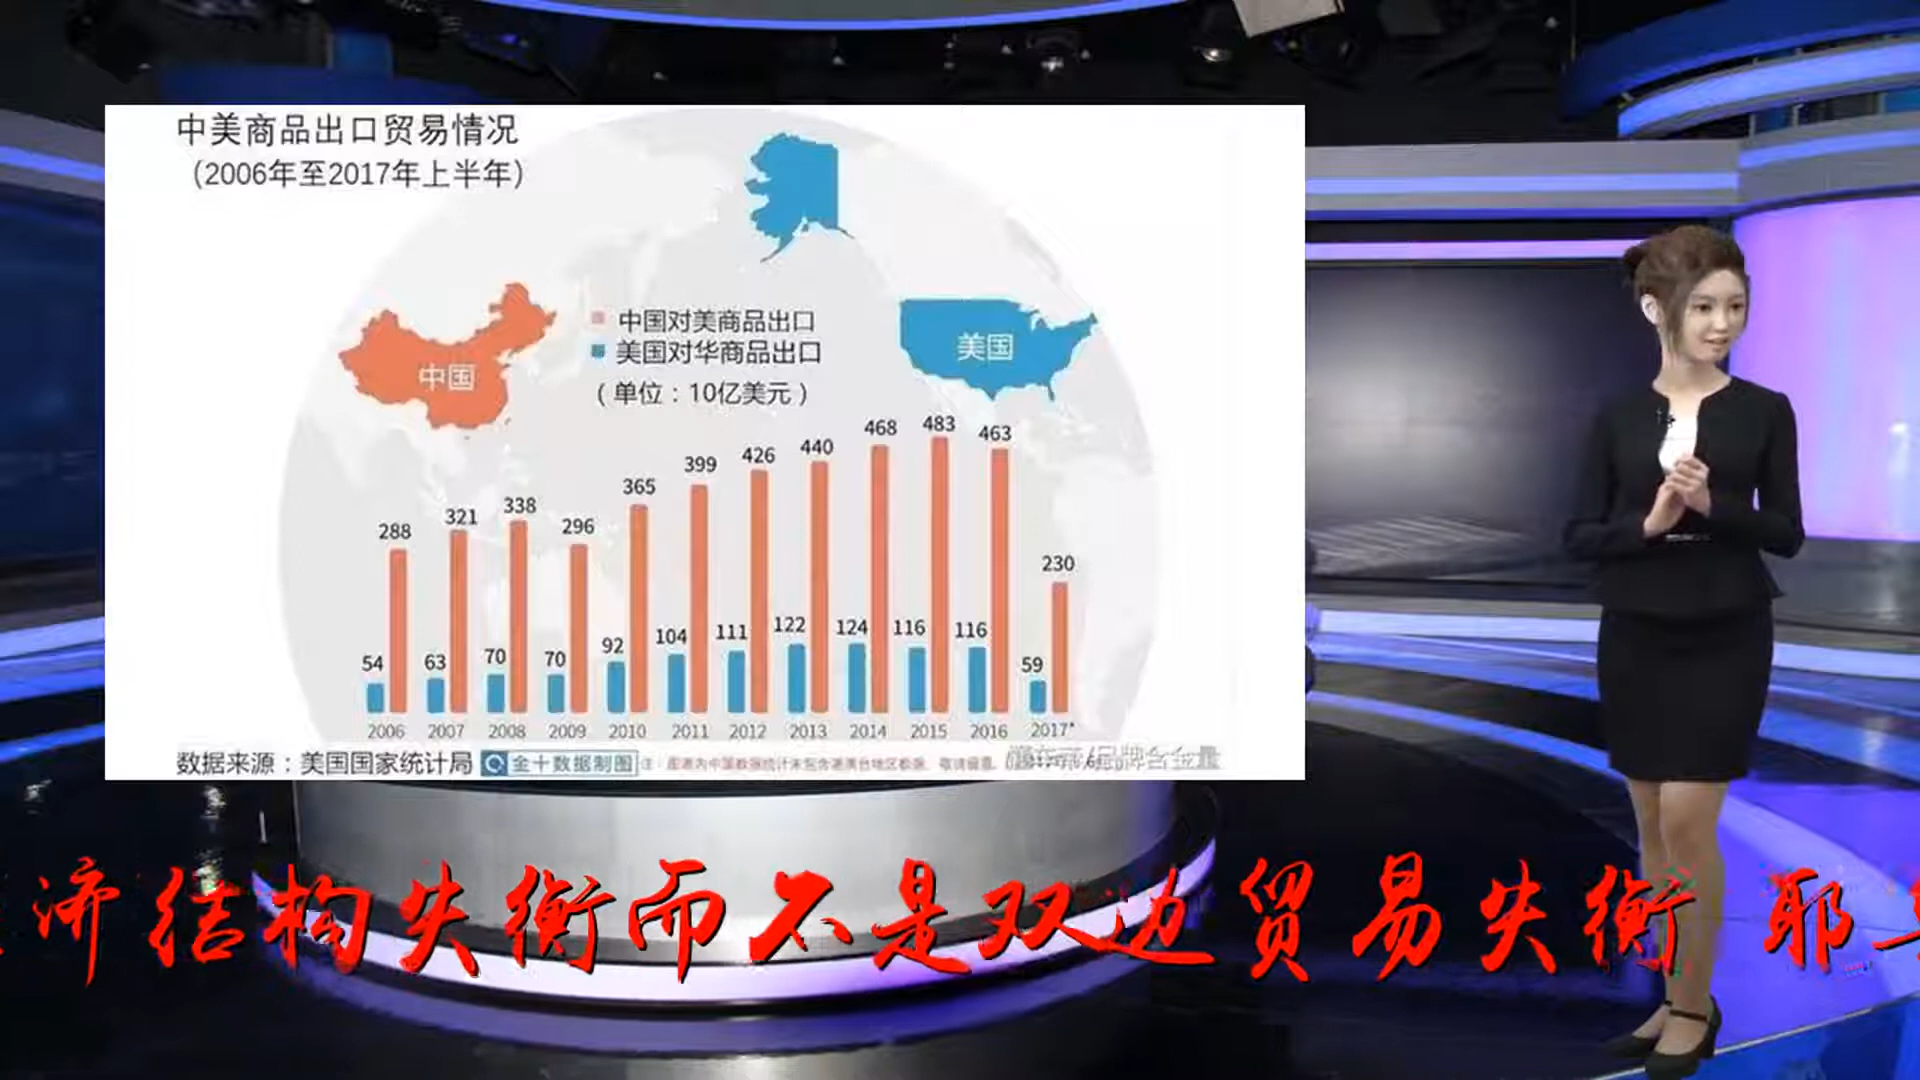 中美商品出口贸易情况
（2006年至2017年上半年）
中国对美商品出口
美国对华商品出口
（单位：10亿美元）
中国
美国
288 321 338 296 365 399 426 440 468 483 463 230
54 63 70 70 92 104 111 122 124 116 116 59
2006 2007 2008 2009 2010 2011 2012 2013 2014 2015 2016 2017*
数据来源：美国国家统计局 金十数据制图
济结构失衡而不是双边贸易失衡 耶